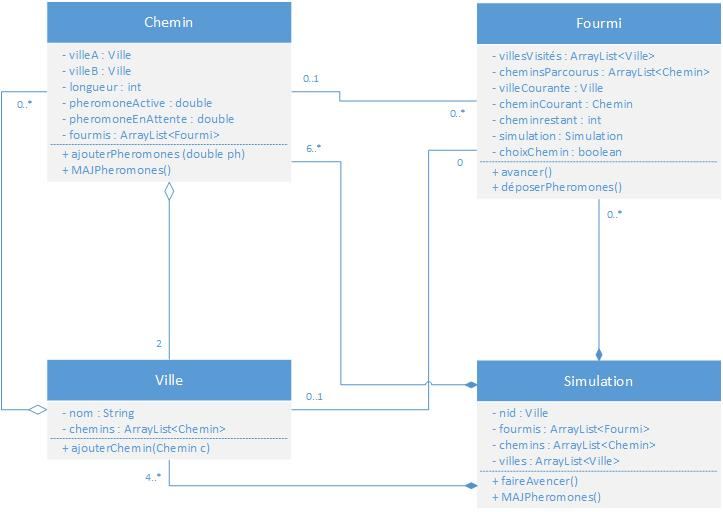 Chemin
- villeA : Ville
- villeB : Ville
- longueur : int
- pheromoneActive : double
- pheromoneEnAttente : double
- fourmis : ArrayList<Fourmi>
+ ajouterPheromones (double ph)
+ MAJPheromones()
Fourmi
- villesVisités : ArrayList<Ville>
- cheminsParcourus : ArrayList<Chemin>
- villeCourante : Ville
- cheminCourant : Chemin
- cheminrestant : int
- simulation : Simulation
- choixChemin : boolean
+ avancer()
+ déposerPheromones()
0..*
0..1
0..*
6..*
0
0..*
2
0..1
4..*
Ville
- nom : String
- chemins : ArrayList<Chemin>
+ ajouterChemin(Chemin c)
Simulation
- nid : Ville
- fourmis : ArrayList<Fourmi>
- chemins : ArrayList<Chemin>
- villes : ArrayList<Ville>
+ faireAvencer()
+ MAJPheromones()